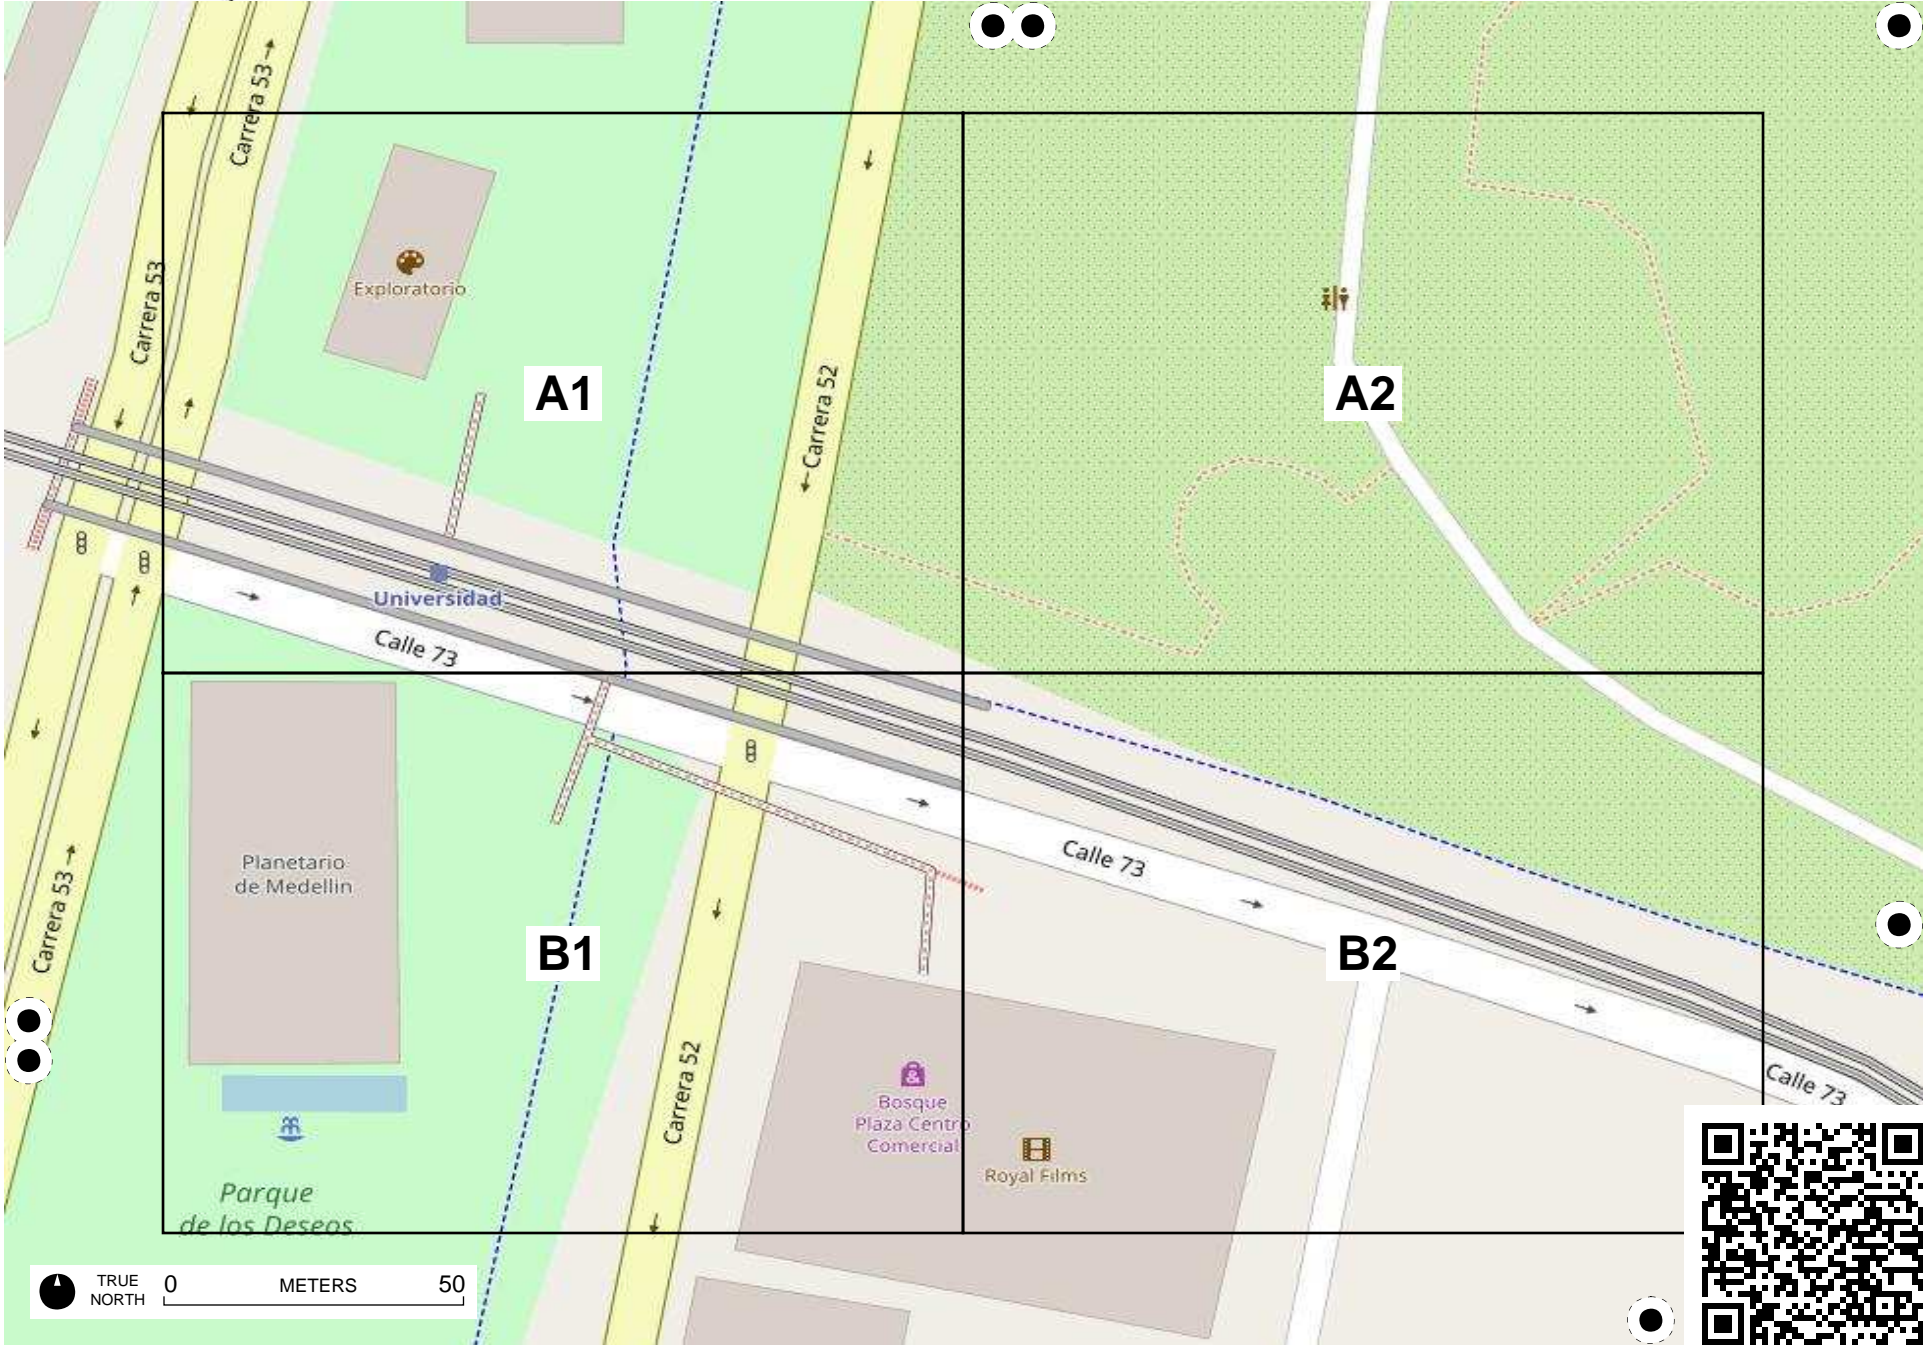 Carrera 53
Carrera 53
Exploratorio
A1
A2
Carrera 52
Universidad
Calle 73
Planetario
de Medellin
Calle 73
Carrera 53
B1
B2
Carrera 52
Bosque
Plaza Centro
Comercial
Royal Films
Calle 73
Parque
de los Deseos
TRUE
NORTH
0 METERS 50